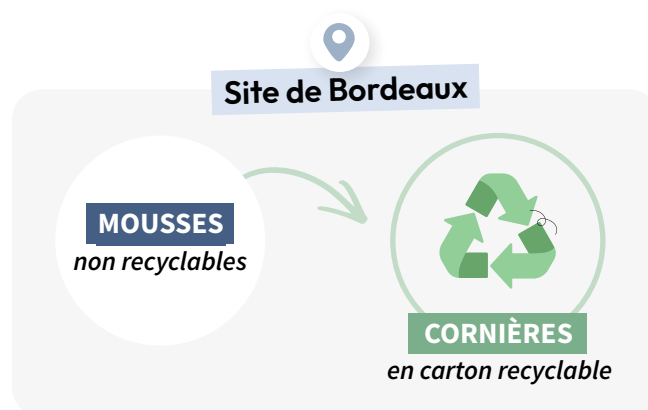 Site de Bordeaux
MOUSSES
non recyclables
CORNIÈRES
en carton recyclable